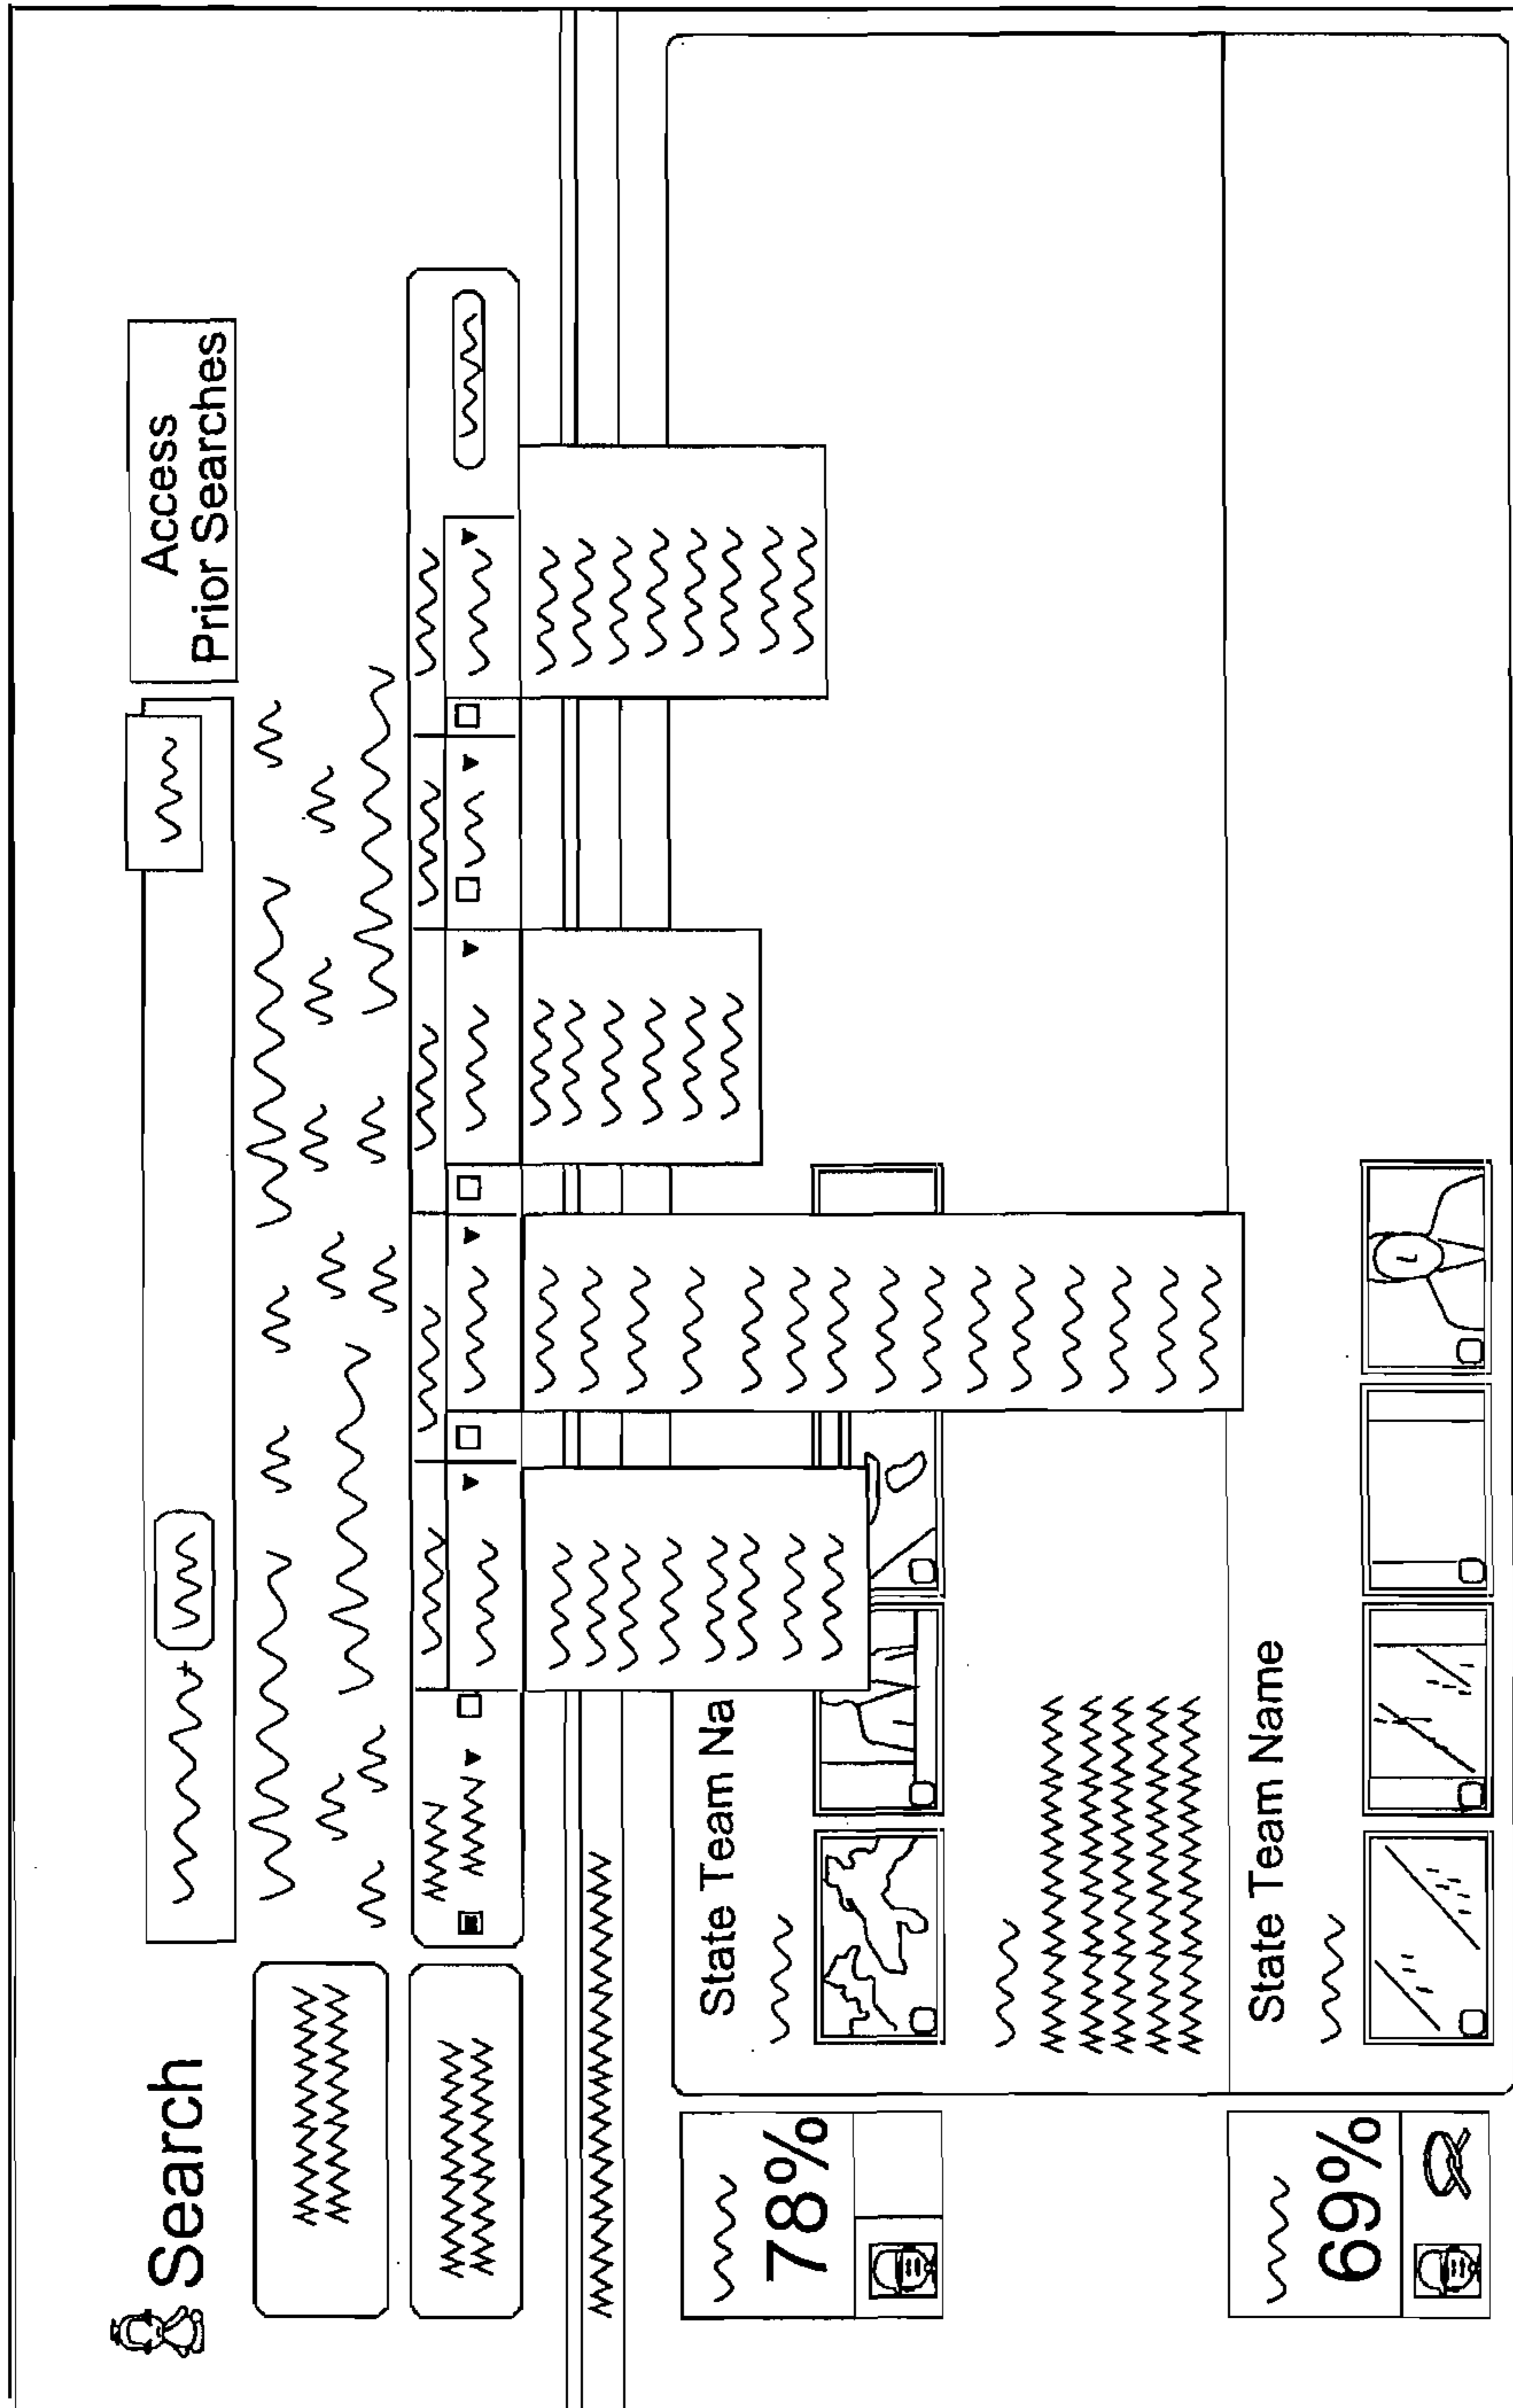 Search
Access
Prior Searches
78%
State Team Na
69%
State Team Name